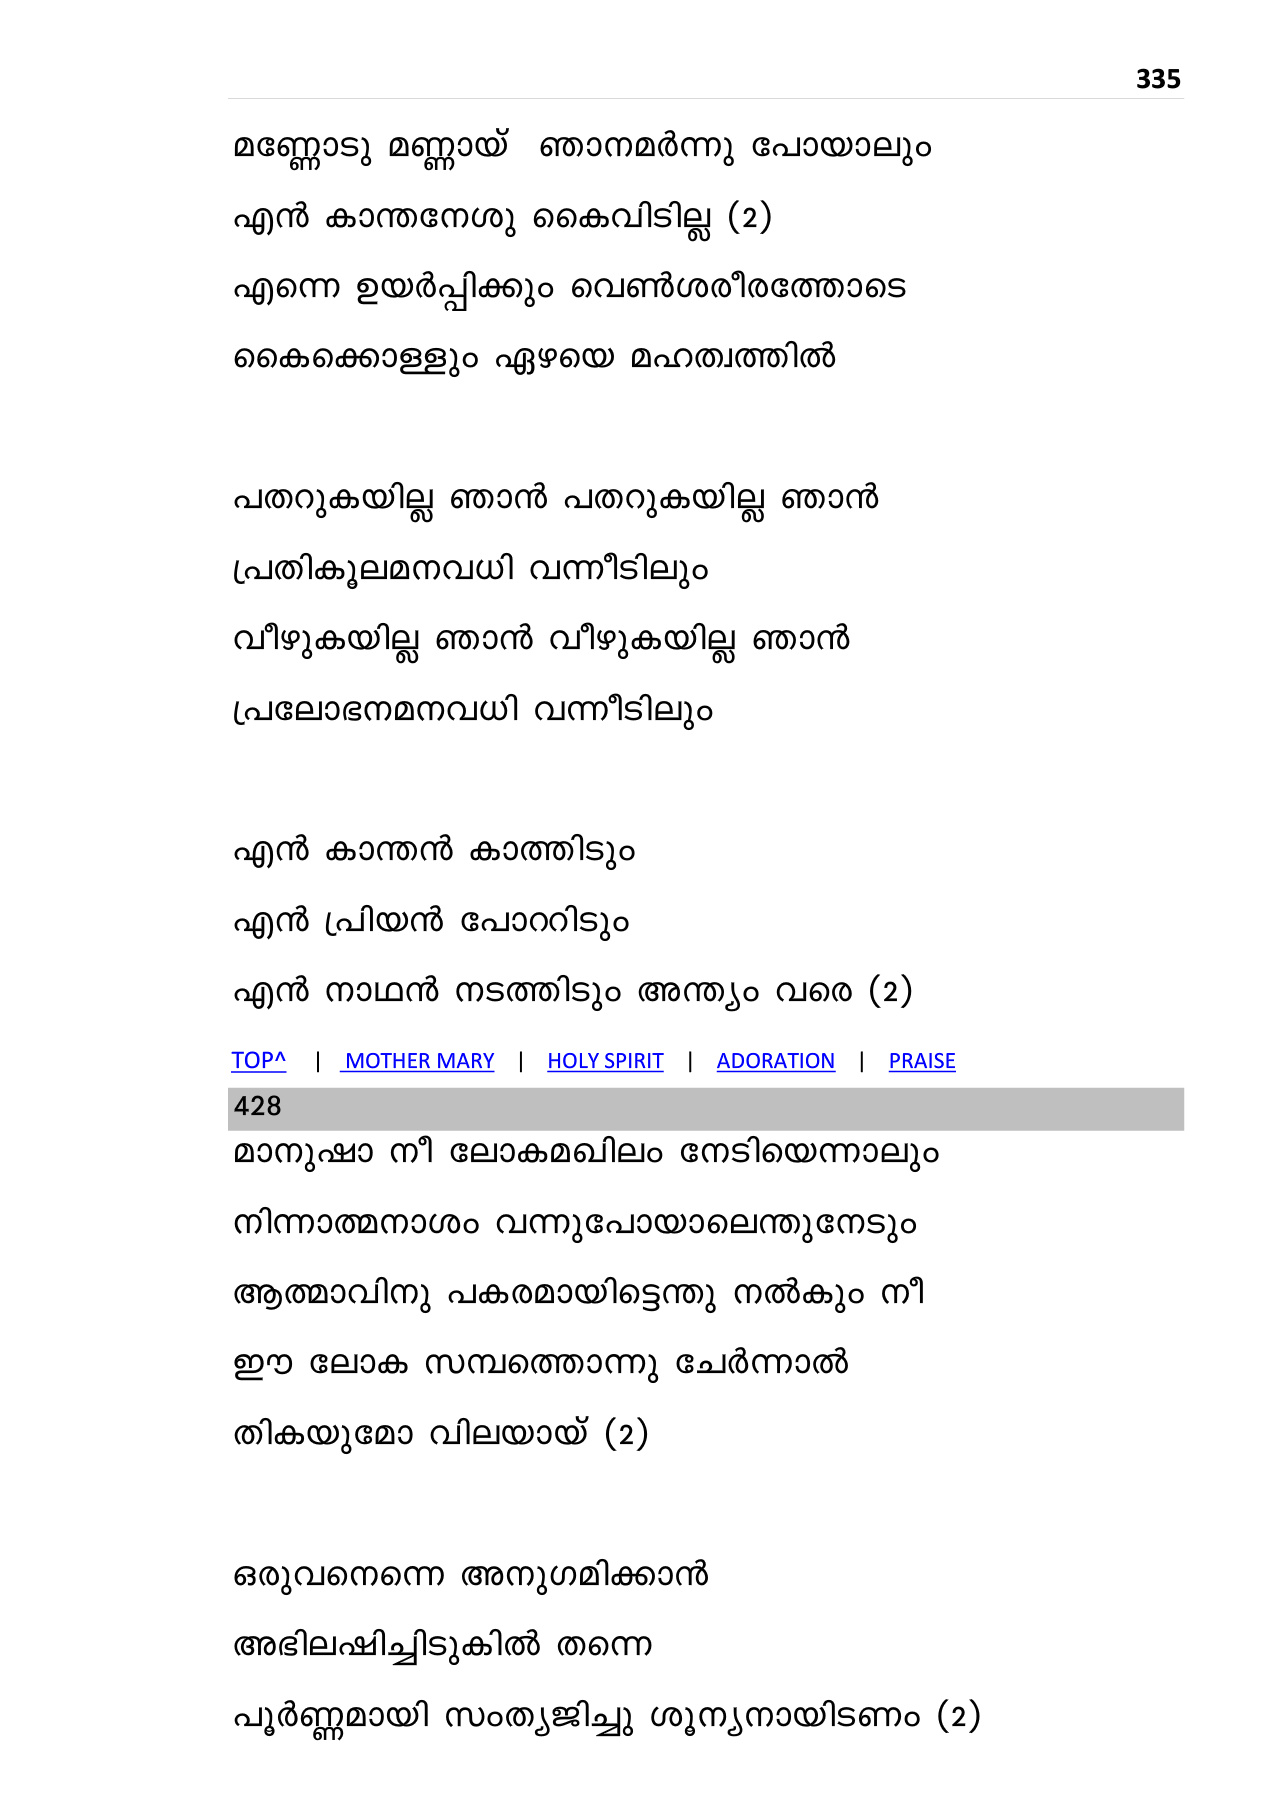 335
മണ്ണോടു മണ്ണായ് ഞാനമർന്നു പോയാലും
എൻ കാന്തനേശു കൈവിടില്ല (2)
എന്നെ ഉയർപ്പിക്കും വെൺശരീരത്തോടെ
കൈക്കൊള്ളും ഏഴയെ മഹത്വത്തിൽ
പതറുകയില്ല ഞാൻ പതറുകയില്ല ഞാൻ
പ്രതികൂലമനവധി വന്നീടിലും
വീഴുകയില്ല ഞാൻ വീഴുകയില്ല ഞാൻ
പ്രലോഭനമനവധി വന്നീടിലും
എൻ കാന്തൻ കാത്തിടും
എൻ പ്രിയൻ പോററിടും
എൻ നാഥൻ നടത്തിടും അന്ത്യം വരെ (2)
TOP^ | MOTHER MARY | HOLY SPIRIT | ADORATION | PRAISE
428
മാനുഷാ നീ ലോകമഖിലം നേടിയെന്നാലും
നിന്നാത്മനാശം വന്നുപോയാലെന്തുനേടും
ആത്മാവിനു പകരമായിട്ടെന്തു നൽകും നീ
ഈ ലോക സമ്പത്തൊന്നു ചേർന്നാൽ
തികയുമോ വിലയായ് (2)
ഒരുവനെന്നെ അനുഗമിക്കാൻ
അഭിലഷിച്ചിടുകിൽ തന്നെ
പൂർണ്ണമായി സംത്യജിച്ചു ശൂന്യനായിടണം (2)